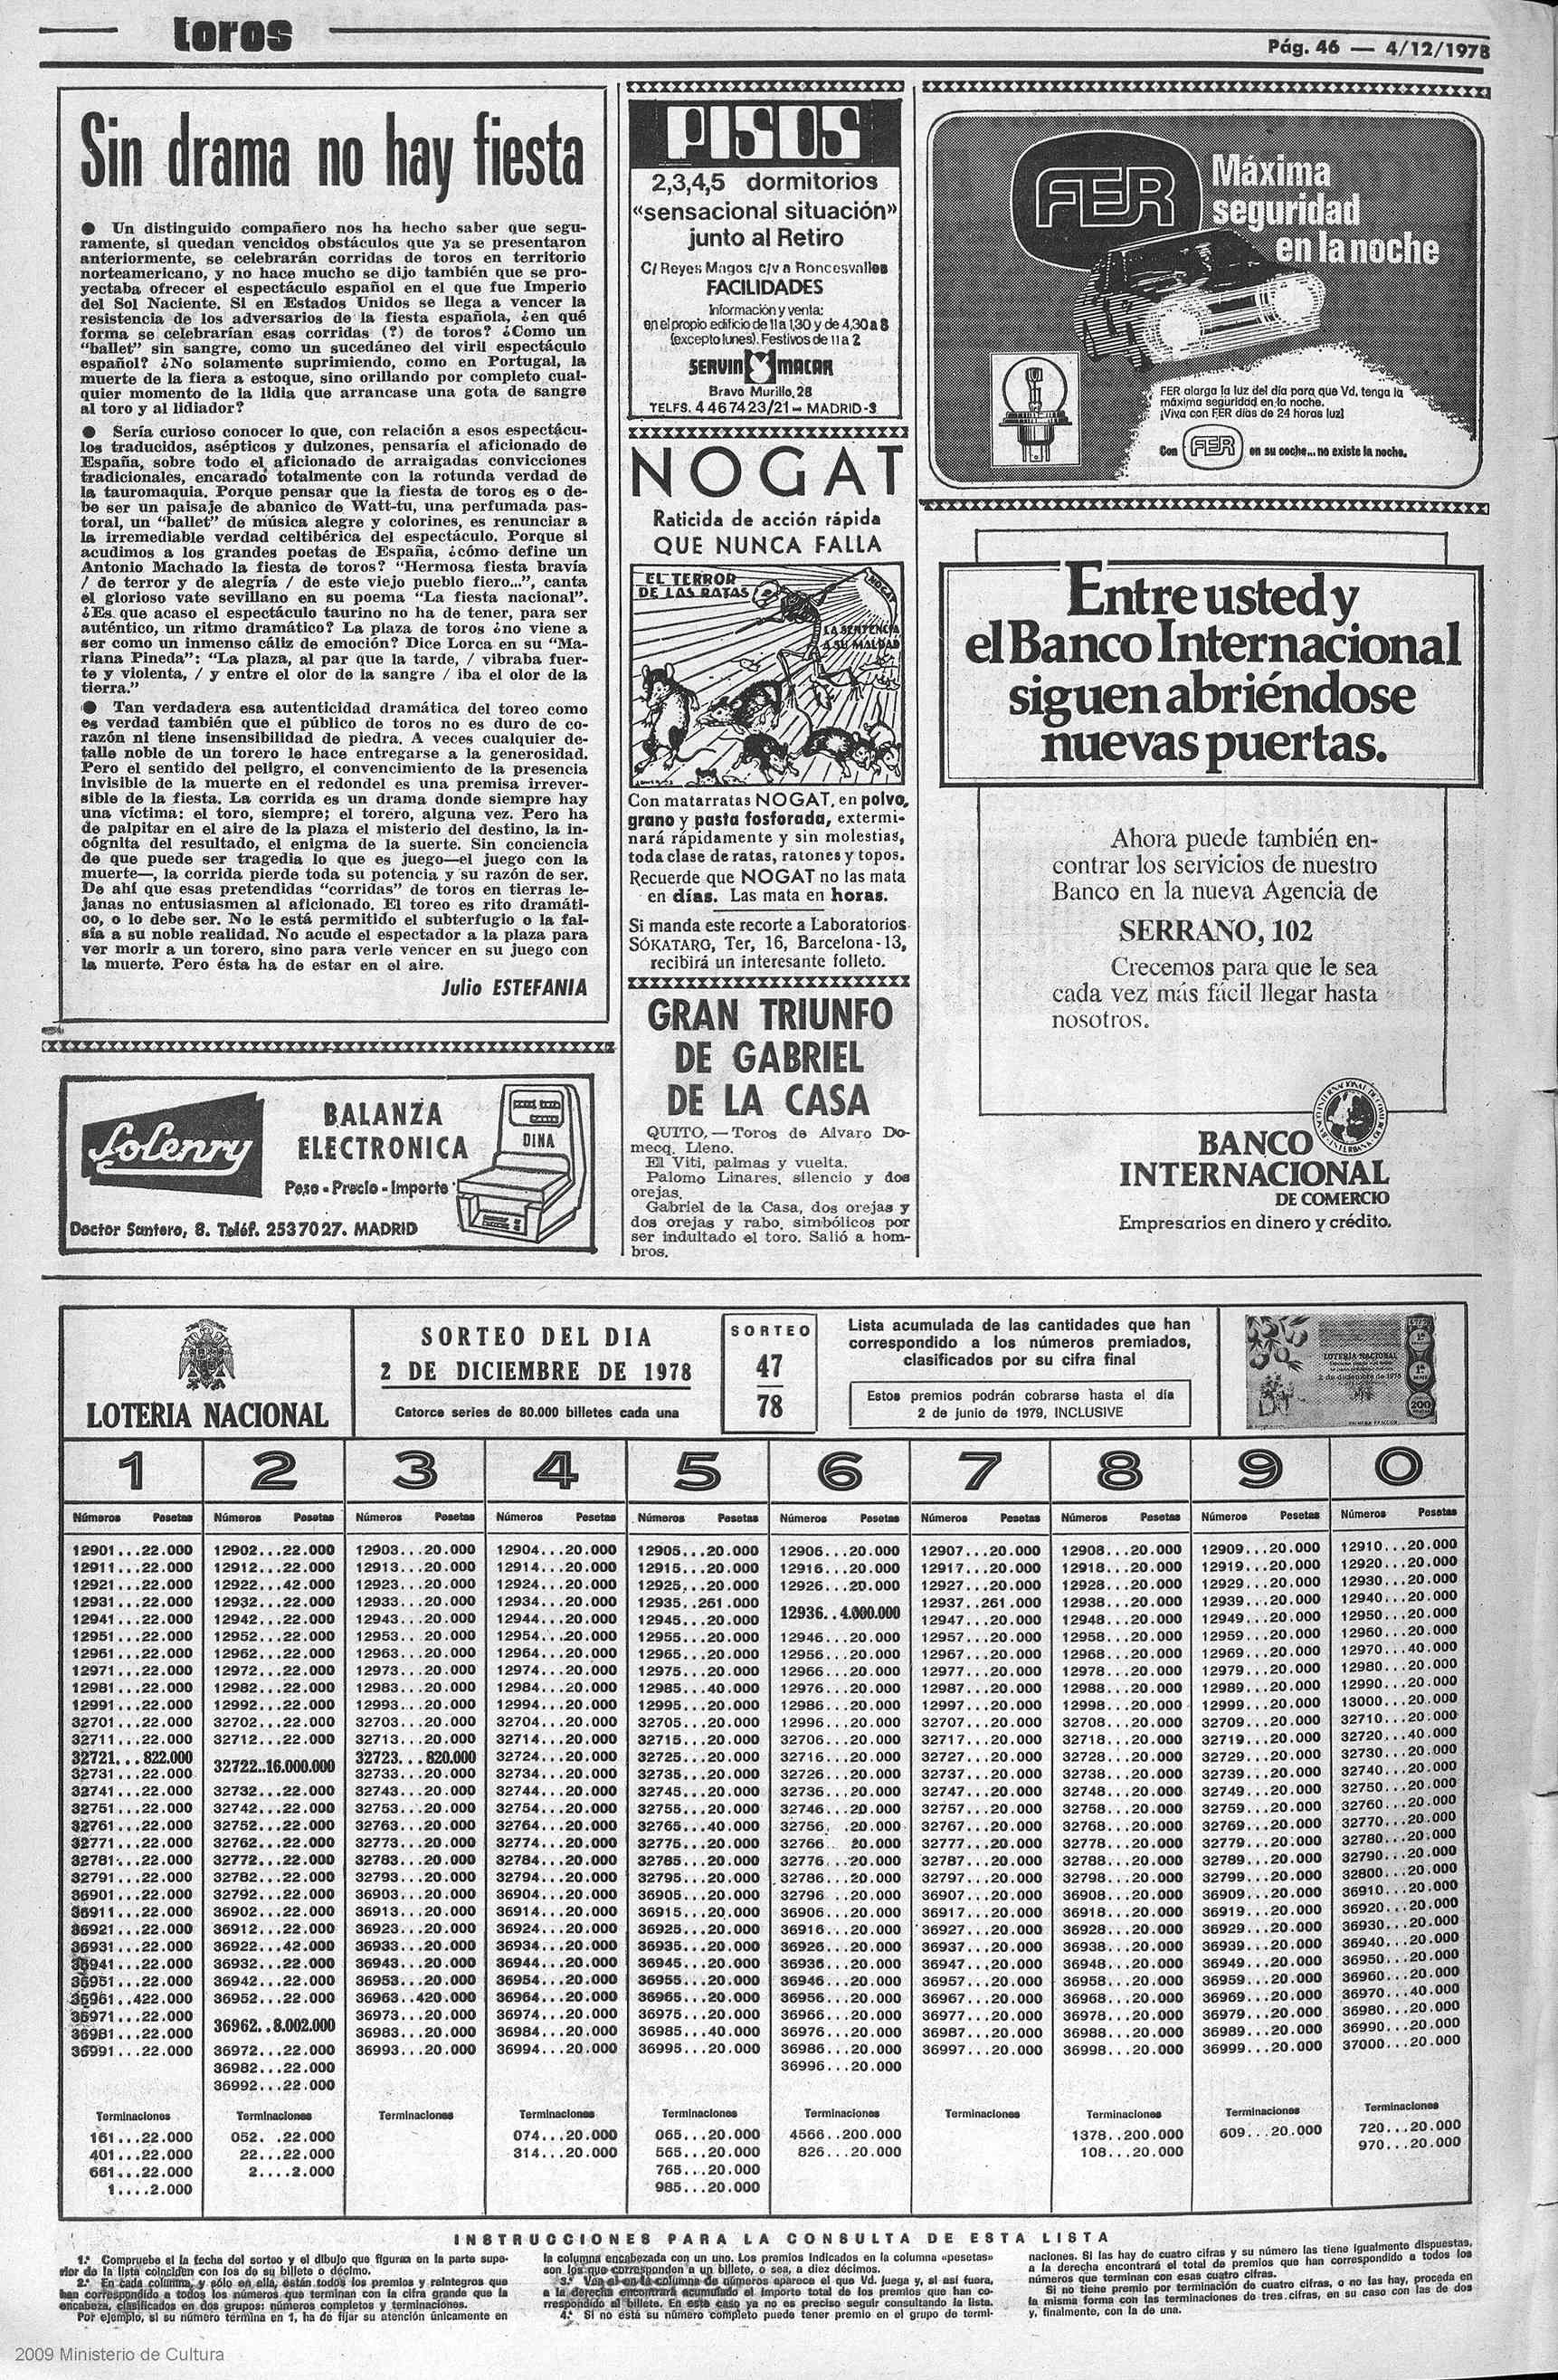 toros
Pág. 46 — 4/12/1978
Sin drama no hay fiesta
● Un distinguido compañero nos ha hecho saber que segu-
ramente, si quedan vencidos obstáculos que ya se presentaron
anteriormente, se celebrarán corridas de toros en territorio
norteamericano, y no hace mucho se dijo también que se pro-
yectaba ofrecer el espectáculo español en el que fue Imperio
del Sol Naciente. Si en Estados Unidos se llega a vencer la
resistencia de los adversarios de la fiesta española, ¿en qué
forma se celebrarían esas corridas (?) de toros? ¿Como un
"ballet" sin sangre, como un sucedáneo del viril espectáculo
español? ¿No solamente suprimiendo, como en Portugal, la
muerte de la fiera a estoque, sino orillando por completo cual-
quier momento de la lidia que arrancase una gota de sangre
al toro y al lidiador?
● Sería curioso conocer lo que, con relación a esos espectácu-
los traducidos, asépticos y dulzones, pensaría el aficionado de
España, sobre todo el aficionado de arraigadas convicciones
tradicionales, encarado totalmente con la rotunda verdad de
la tauromaquia. Porque pensar que la fiesta de toros es o de-
be ser un paisaje de abanico de Watt-tu, una perfumada pas-
toral, un "ballet" de música alegre y colorines, es renunciar a
la irremediable verdad celtibérica del espectáculo. Porque si
acudimos a los grandes poetas de España, ¿cómo define un
Antonio Machado la fiesta de toros? "Hermosa fiesta bravía
/ de terror y de alegría / de este viejo pueblo fiero...", canta
el glorioso vate sevillano en su poema "La fiesta nacional".
¿Es que acaso el espectáculo taurino no ha de tener, para ser
auténtico, un ritmo dramático? La plaza de toros ¿no viene a
ser como un inmenso cáliz de emoción? Dice Lorca en su "Ma-
riana Pineda": "La plaza, al par que la tarde, / vibraba fuer-
te y violenta, / y entre el olor de la sangre / iba el olor de la
tierra."
● Tan verdadera esa autenticidad dramática del toreo como
es verdad también que el público de toros no es duro de co-
razón ni tiene insensibilidad de piedra. A veces cualquier de-
talle noble de un torero le hace entregarse a la generosidad.
Pero el sentido del peligro, el convencimiento de la presencia
invisible de la muerte en el redondel es una premisa irrever-
sible de la fiesta. La corrida es un drama donde siempre hay
una víctima: el toro, siempre; el torero, alguna vez. Pero ha
de palpitar en el aire de la plaza el misterio del destino, la in-
cógnita del resultado, el enigma de la suerte. Sin conciencia
de que puede ser tragedia lo que es juego—el juego con la
muerte—, la corrida pierde toda su potencia y su razón de ser.
De ahí que esas pretendidas "corridas" de toros en tierras le-
janas no entusiasmen al aficionado. El toreo es rito dramáti-
co, o lo debe ser. No le está permitido el subterfugio o la fal-
sía a su noble realidad. No acude el espectador a la plaza para
ver morir a un torero, sino para verle vencer en su juego con
la muerte. Pero ésta ha de estar en el aire.
Julio ESTEFANIA
Solenry
BALANZA
ELECTRONICA
DINA
Peso - Precio - Importe
Doctor Santero, 8. Teléf. 2537027. MADRID
PISOS
2,3,4,5 dormitorios
«sensacional situación»
junto al Retiro
C/ Reyes Magos c/v a Roncesvalles
FACILIDADES
Información y venta:
en el propio edificio de 11 a 1,30 y de 4,30 a 8
(excepto lunes). Festivos de 11 a 2
SERVIN MACAR
Bravo Murillo, 28
TELFS. 4 46 74 23/21 – MADRID-3
NOGAT
Raticida de acción rápida
QUE NUNCA FALLA
EL TERROR
DE LAS RATAS
NOGAT
LA SENTENCIA
A SU MALDAD
Con matarratas NOGAT, en polvo,
grano y pasta fosforada, extermi-
nará rápidamente y sin molestias,
toda clase de ratas, ratones y topos.
Recuerde que NOGAT no las mata
en días. Las mata en horas.
Si manda este recorte a Laboratorios
SÓKATARG, Ter, 16, Barcelona-13,
recibirá un interesante folleto.
GRAN TRIUNFO
DE GABRIEL
DE LA CASA
QUITO.—Toros de Alvaro Do-
mecq. Lleno.
El Viti, palmas y vuelta.
Palomo Linares, silencio y dos
orejas.
Gabriel de la Casa, dos orejas y
dos orejas y rabo, simbólicos por
ser indultado el toro. Salió a hom-
bros.
FER
Máxima
seguridad
en la noche
FER alarga la luz del día para que Vd. tenga la
máxima seguridad en la noche.
¡Viva con FER días de 24 horas luz!
Con FER en su coche... no existe la noche.
Entre usted y
el Banco Internacional
siguen abriéndose
nuevas puertas.
Ahora puede también en-
contrar los servicios de nuestro
Banco en la nueva Agencia de
SERRANO, 102
Crecemos para que le sea
cada vez más fácil llegar hasta
nosotros.
BANCO
INTERNACIONAL
DE COMERCIO
Empresarios en dinero y crédito.
LOTERIA NACIONAL
SORTEO DEL DIA
2 DE DICIEMBRE DE 1978
Catorce series de 80.000 billetes cada una
SORTEO
47
78
Lista acumulada de las cantidades que han
correspondido a los números premiados,
clasificados por su cifra final
Estos premios podrán cobrarse hasta el día
2 de junio de 1979, INCLUSIVE
LOTERIA NACIONAL
2 de diciembre de 1978
200
1
Números Pesetas
12901...22.000
12911...22.000
12921...22.000
12931...22.000
12941...22.000
12951...22.000
12961...22.000
12971...22.000
12981...22.000
12991...22.000
32701...22.000
32711...22.000
32721...822.000
32731...22.000
32741...22.000
32751...22.000
32761...22.000
32771...22.000
32781...22.000
32791...22.000
36901...22.000
36911...22.000
36921...22.000
36931...22.000
36941...22.000
36951...22.000
36961..422.000
36971...22.000
36981...22.000
36991...22.000
Terminaciones
161...22.000
401...22.000
661...22.000
1....2.000
2
Números Pesetas
12902...22.000
12912...22.000
12922...42.000
12932...22.000
12942...22.000
12952...22.000
12962...22.000
12972...22.000
12982...22.000
12992...22.000
32702...22.000
32712...22.000
32722..16.000.000
32732...22.000
32742...22.000
32752...22.000
32762...22.000
32772...22.000
32782...22.000
32792...22.000
36902...22.000
36912...22.000
36922...42.000
36932...22.000
36942...22.000
36952...22.000
36962..8.002.000
36972...22.000
36982...22.000
36992...22.000
Terminaciones
052. .22.000
22...22.000
2....2.000
3
Números Pesetas
12903...20.000
12913...20.000
12923...20.000
12933...20.000
12943...20.000
12953...20.000
12963...20.000
12973...20.000
12983...20.000
12993...20.000
32703...20.000
32713...20.000
32723...820.000
32733...20.000
32743...20.000
32753...20.000
32763...20.000
32773...20.000
32783...20.000
32793...20.000
36903...20.000
36913...20.000
36923...20.000
36933...20.000
36943...20.000
36953...20.000
36963..420.000
36973...20.000
36983...20.000
36993...20.000
Terminaciones
4
Números Pesetas
12904...20.000
12914...20.000
12924...20.000
12934...20.000
12944...20.000
12954...20.000
12964...20.000
12974...20.000
12984...20.000
12994...20.000
32704...20.000
32714...20.000
32724...20.000
32734...20.000
32744...20.000
32754...20.000
32764...20.000
32774...20.000
32784...20.000
32794...20.000
36904...20.000
36914...20.000
36924...20.000
36934...20.000
36944...20.000
36954...20.000
36964...20.000
36974...20.000
36984...20.000
36994...20.000
Terminaciones
074...20.000
314...20.000
5
Números Pesetas
12905...20.000
12915...20.000
12925...20.000
12935..261.000
12945...20.000
12955...20.000
12965...20.000
12975...20.000
12985...40.000
12995...20.000
32705...20.000
32715...20.000
32725...20.000
32735...20.000
32745...20.000
32755...20.000
32765...40.000
32775...20.000
32785...20.000
32795...20.000
36905...20.000
36915...20.000
36925...20.000
36935...20.000
36945...20.000
36955...20.000
36965...20.000
36975...20.000
36985...40.000
36995...20.000
Terminaciones
065...20.000
565...20.000
765...20.000
985...20.000
6
Números Pesetas
12906...20.000
12916...20.000
12926...20.000
12936..4.000.000
12946...20.000
12956...20.000
12966...20.000
12976...20.000
12986...20.000
12996...20.000
32706...20.000
32716...20.000
32726...20.000
32736...20.000
32746...20.000
32756. .20.000
32766 20.000
32776...20.000
32786...20.000
32796 ..20.000
36906...20.000
36916...20.000
36926...20.000
36936...20.000
36946...20.000
36956...20.000
36966...20.000
36976...20.000
36986...20.000
36996...20.000
Terminaciones
4566..200.000
826...20.000
7
Números Pesetas
12907...20.000
12917...20.000
12927...20.000
12937..261.000
12947...20.000
12957...20.000
12967...20.000
12977...20.000
12987...20.000
12997...20.000
32707...20.000
32717...20.000
32727...20.000
32737...20.000
32747...20.000
32757...20.000
32767...20.000
32777...20.000
32787...20.000
32797...20.000
36907...20.000
36917...20.000
36927...20.000
36937...20.000
36947...20.000
36957...20.000
36967...20.000
36977...20.000
36987...20.000
36997...20.000
Terminaciones
8
Números Pesetas
12908...20.000
12918...20.000
12928...20.000
12938...20.000
12948...20.000
12958...20.000
12968...20.000
12978...20.000
12988...20.000
12998...20.000
32708...20.000
32718...20.000
32728...20.000
32738...20.000
32748...20.000
32758...20.000
32768...20.000
32778...20.000
32788...20.000
32798...20.000
36908...20.000
36918...20.000
36928...20.000
36938...20.000
36948...20.000
36958...20.000
36968...20.000
36978...20.000
36988...20.000
36998...20.000
Terminaciones
1378..200.000
108...20.000
9
Números Pesetas
12909...20.000
12919...20.000
12929...20.000
12939...20.000
12949...20.000
12959...20.000
12969...20.000
12979...20.000
12989...20.000
12999...20.000
32709...20.000
32719...20.000
32729...20.000
32739...20.000
32749...20.000
32759...20.000
32769...20.000
32779...20.000
32789...20.000
32799...20.000
36909...20.000
36919...20.000
36929...20.000
36939...20.000
36949...20.000
36959...20.000
36969...20.000
36979...20.000
36989...20.000
36999...20.000
Terminaciones
609...20.000
0
Números Pesetas
12910...20.000
12920...20.000
12930...20.000
12940...20.000
12950...20.000
12960...20.000
12970...40.000
12980...20.000
12990...20.000
13000...20.000
32710...20.000
32720...40.000
32730...20.000
32740...20.000
32750...20.000
32760...20.000
32770...20.000
32780...20.000
32790...20.000
32800...20.000
36910...20.000
36920...20.000
36930...20.000
36940...20.000
36950...20.000
36960...20.000
36970...40.000
36980...20.000
36990...20.000
37000...20.000
Terminaciones
720...20.000
970...20.000
INSTRUCCIONES PARA LA CONSULTA DE ESTA LISTA
1.ª Compruebe si la fecha del sorteo y el dibujo que figuran en la parte supe-
rior de la lista coinciden con los de su billete o décimo.
2.ª En cada columna, y sólo en ella, están todos los premios y reintegros que
han correspondido a todos los números que terminan con la cifra grande que la
encabeza, clasificados en dos grupos: números completos y terminaciones.
Por ejemplo, si su número termina en 1, ha de fijar su atención únicamente en
la columna encabezada con un uno. Los premios indicados en la columna «pesetas»
son los que corresponden a un billete, o sea, a diez décimos.
3.ª Vea si en la columna de números aparece el que Vd. juega y, si así fuera,
a la derecha encontrará acumulado el importe total de los premios que han co-
rrespondido al billete. En este caso ya no es preciso seguir consultando la lista.
4.ª Si no está su número completo puede tener premio en el grupo de termi-
naciones. Si las hay de cuatro cifras y su número las tiene igualmente dispuestas,
a la derecha encontrará el total de premios que han correspondido a todos los
números que terminan con esas cuatro cifras.
Si no tiene premio por terminación de cuatro cifras, o no las hay, proceda en
la misma forma con las terminaciones de tres cifras, en su caso con las de dos
y, finalmente, con la de una.
2009 Ministerio de Cultura